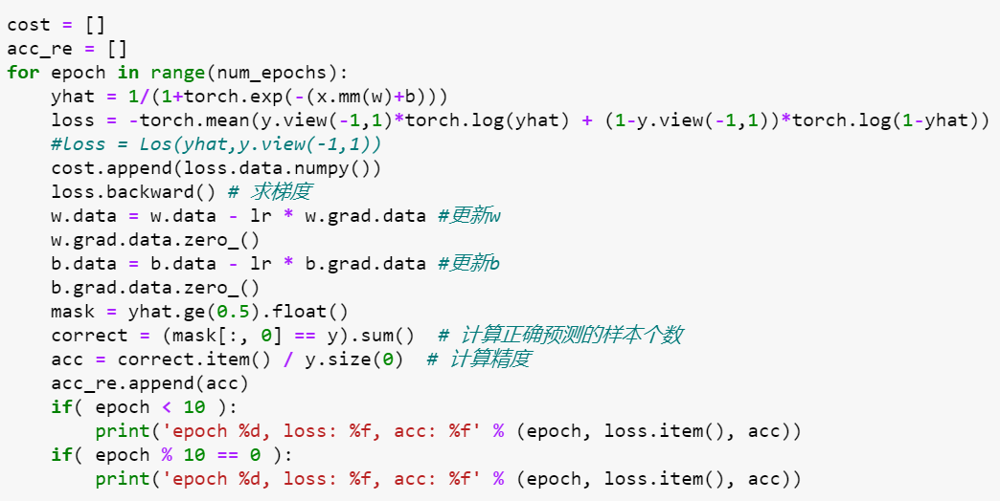 cost = []
acc_re = []
for epoch in range(num_epochs):
    yhat = 1/(1+torch.exp(-(x.mm(w)+b)))
    loss = -torch.mean(y.view(-1,1)*torch.log(yhat) + (1-y.view(-1,1))*torch.log(1-yhat))
    #loss = Los(yhat,y.view(-1,1))
    cost.append(loss.data.numpy())
    loss.backward() # 求梯度
    w.data = w.data - lr * w.grad.data #更新w
    w.grad.data.zero_()
    b.data = b.data - lr * b.grad.data #更新b
    b.grad.data.zero_()
    mask = yhat.ge(0.5).float()
    correct = (mask[:, 0] == y).sum()  # 计算正确预测的样本个数
    acc = correct.item() / y.size(0)  # 计算精度
    acc_re.append(acc)
    if( epoch < 10 ):
        print('epoch %d, loss: %f, acc: %f' % (epoch, loss.item(), acc))
    if( epoch % 10 == 0 ):
        print('epoch %d, loss: %f, acc: %f' % (epoch, loss.item(), acc))